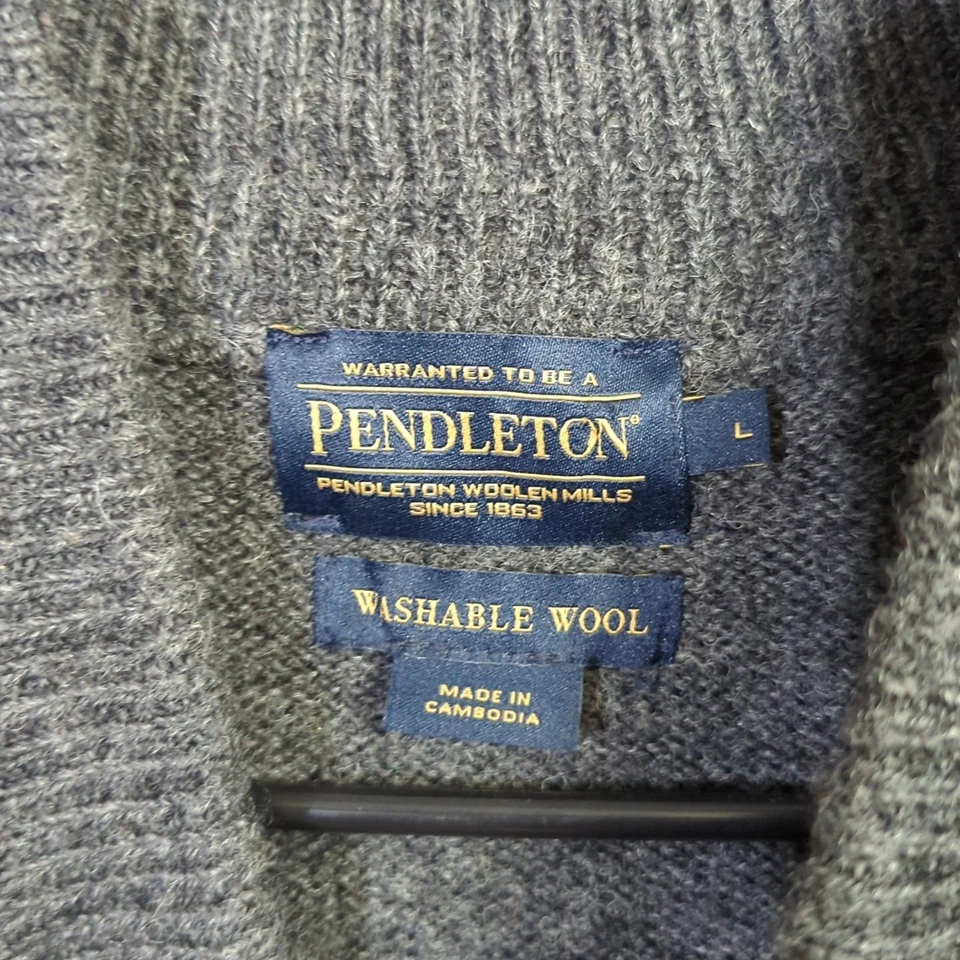 WARRANTED TO BE A
PENDLETON®
PENDLETON WOOLEN MILLS
SINCE 1863
L
WASHABLE WOOL
MADE IN
CAMBODIA